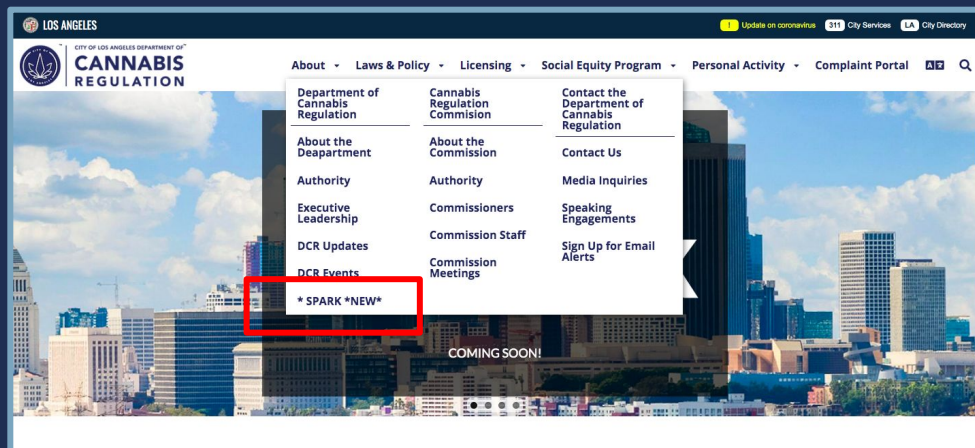 LOS ANGELES
! Update on coronavirus 311 City Services LA City Directory
CITY OF LOS ANGELES DEPARTMENT OF
CANNABIS
REGULATION
About Laws & Policy Licensing Social Equity Program Personal Activity Complaint Portal
Department of
Cannabis
Regulation
About the
Deapartment
Authority
Executive
Leadership
DCR Updates
DCR Events
* SPARK *NEW*
Cannabis
Regulation
Commision
About the
Commission
Authority
Commissioners
Commission Staff
Commission
Meetings
Contact the
Department of
Cannabis
Regulation
Contact Us
Media Inquiries
Speaking
Engagements
Sign Up for Email
Alerts
COMING SOON!